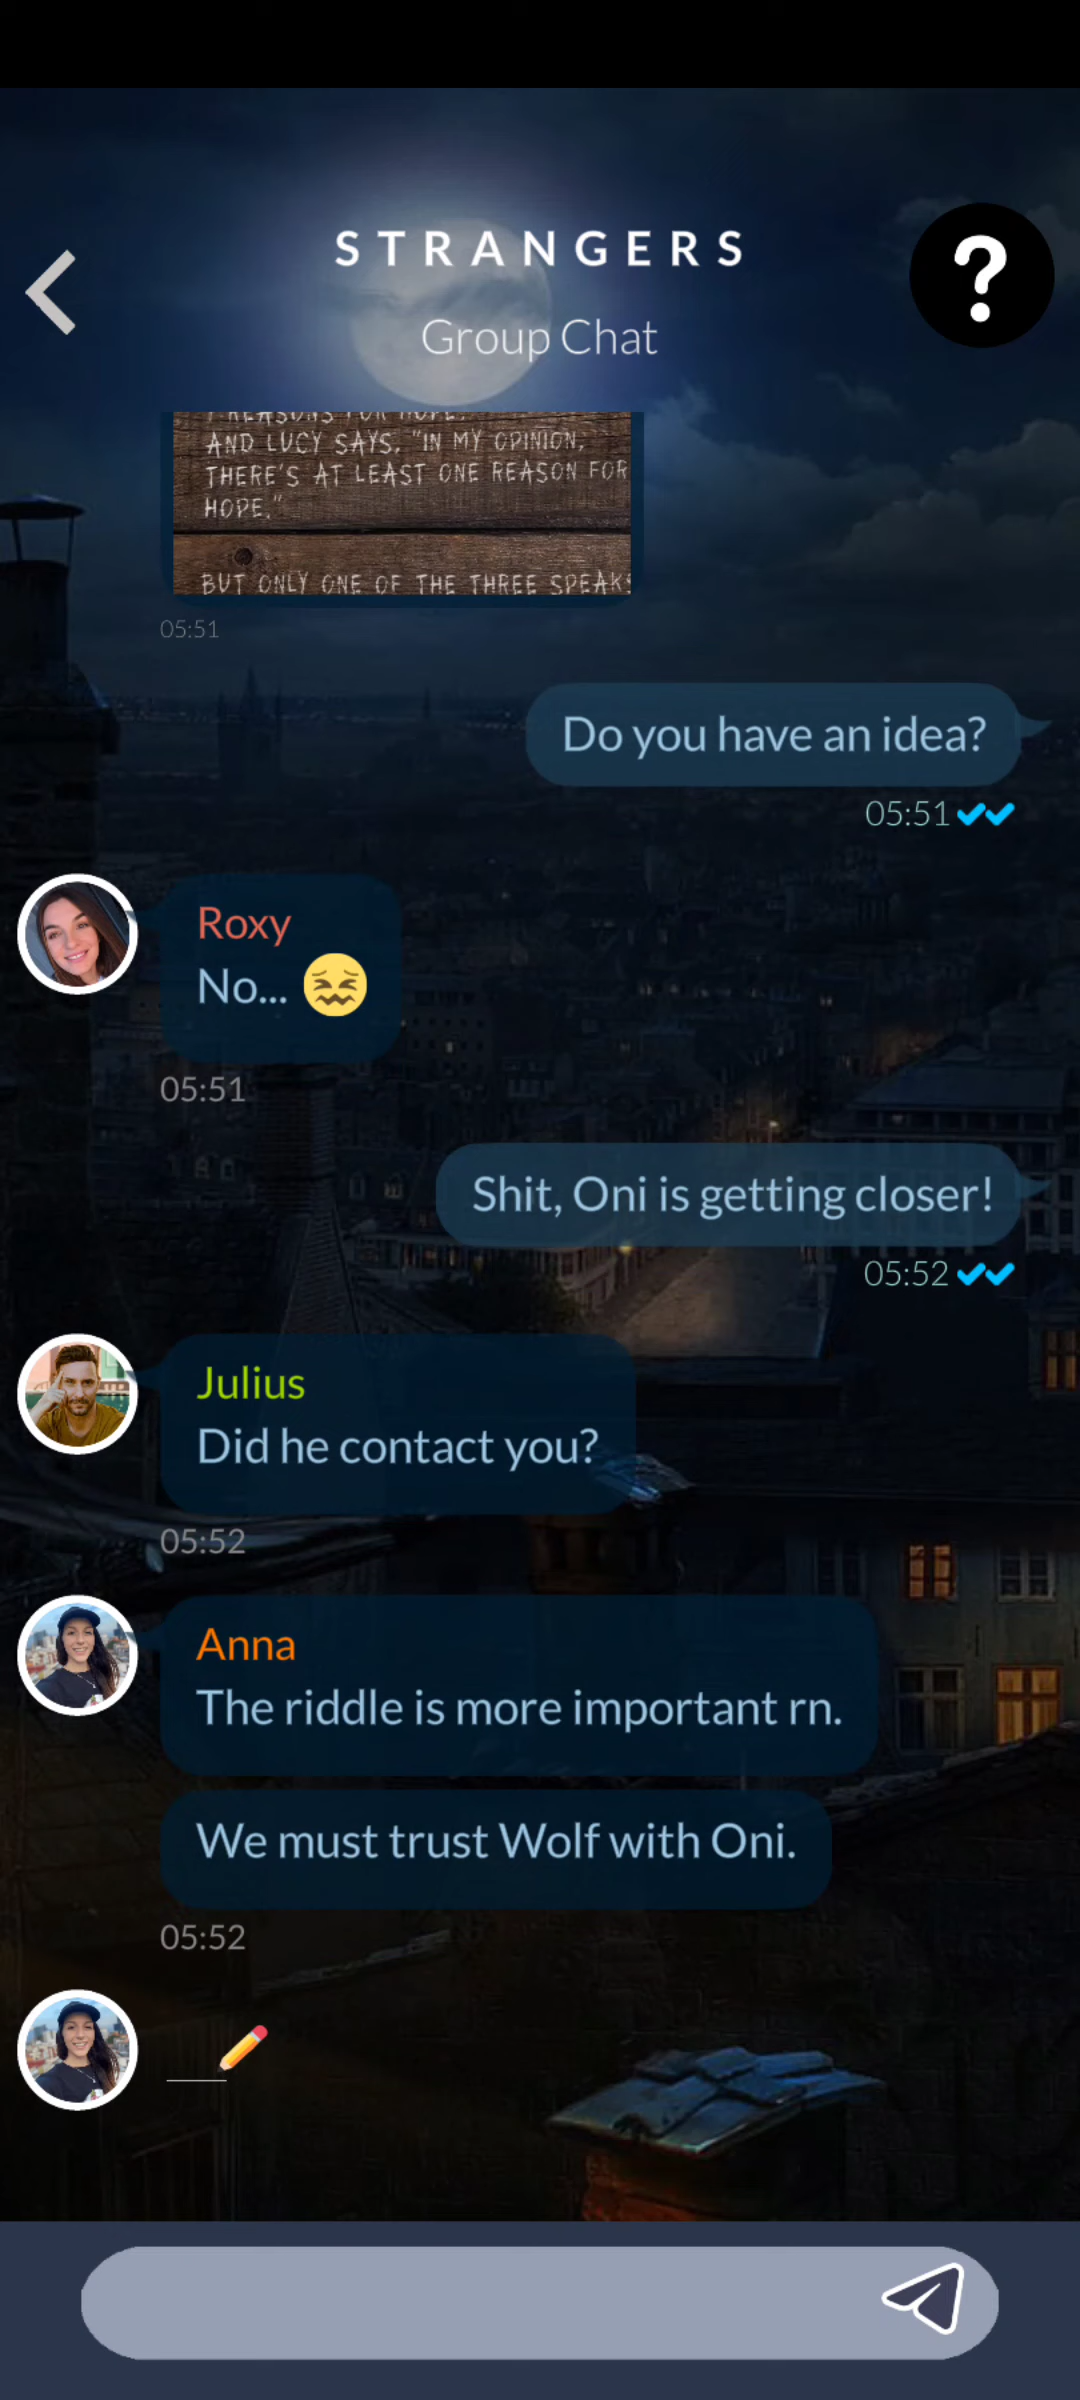 STRANGERS
Group Chat
REASONS FOR HOPE.
AND LUCY SAYS, "IN MY OPINION,
THERE'S AT LEAST ONE REASON FOR
HOPE."
BUT ONLY ONE OF THE THREE SPEAKS
05:51
Do you have an idea?
05:51
Roxy
No...
05:51
Shit, Oni is getting closer!
05:52
Julius
Did he contact you?
05:52
Anna
The riddle is more important rn.
We must trust Wolf with Oni.
05:52